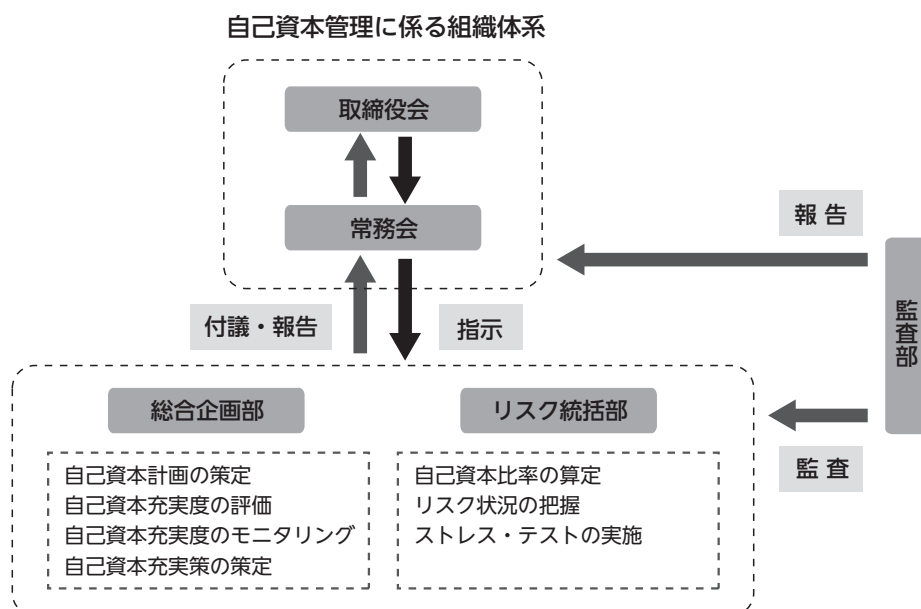 自己資本管理に係る組織体系
取締役会
常務会
報 告
付議・報告
指示
監査部
総合企画部
リスク統括部
監 査
自己資本計画の策定
自己資本充実度の評価
自己資本充実度のモニタリング
自己資本充実策の策定
自己資本比率の算定
リスク状況の把握
ストレス・テストの実施